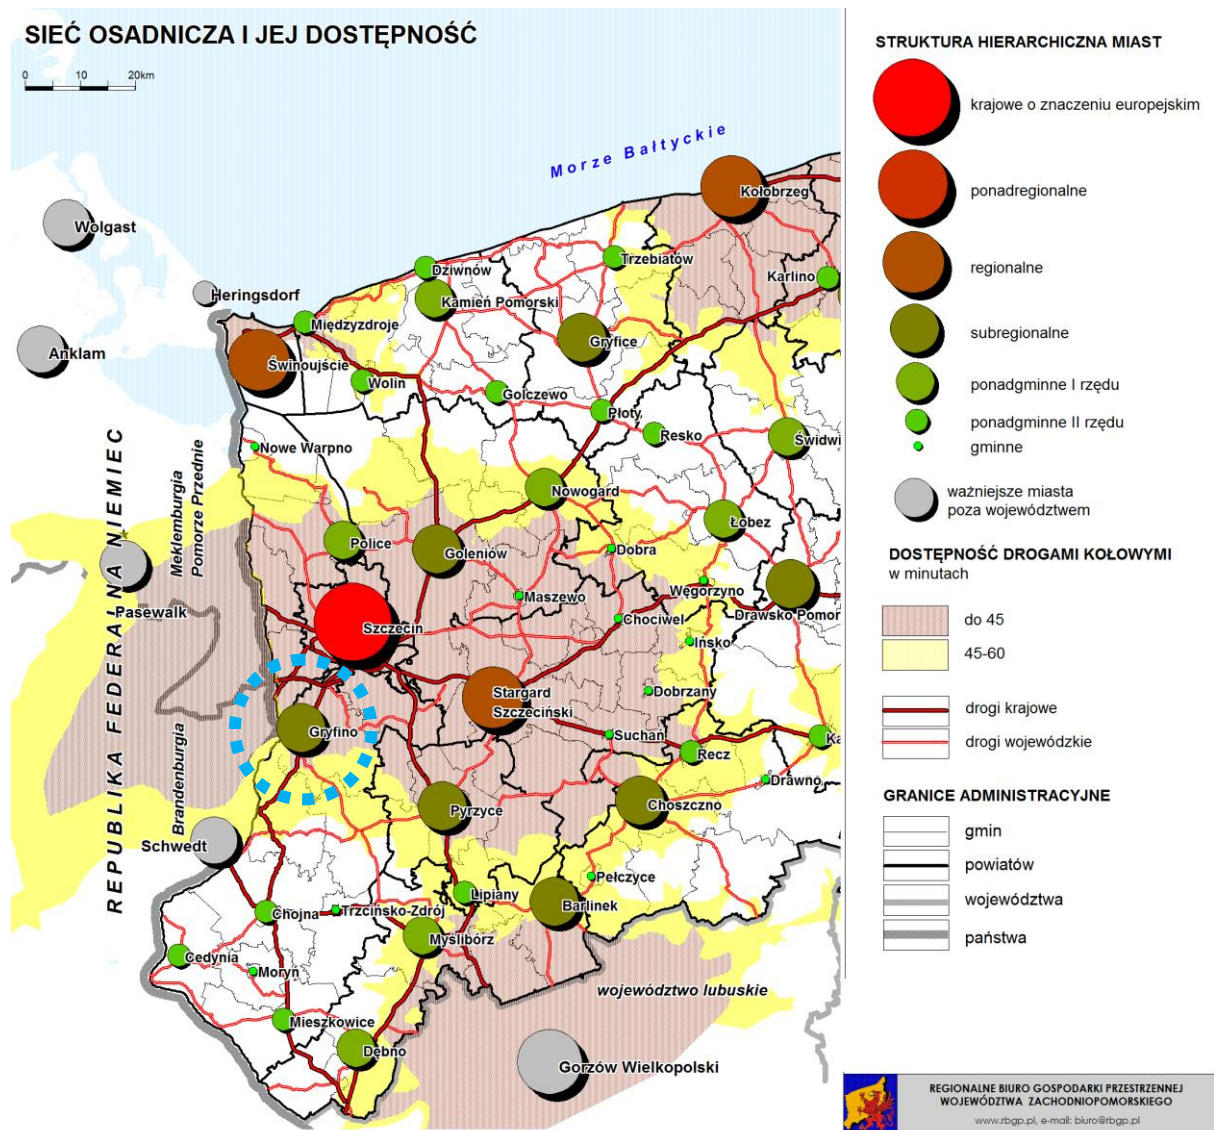 SIEĆ OSADNICZA I JEJ DOSTĘPNOŚĆ
0 10 20km
Morze Bałtyckie
Kołobrzeg
Wolgast
Trzebiatów
Dziwnów
Karlino
Heringsdorf
Kamień Pomorski
Międzyzdroje
Gryfice
Anklam
Świnoujście
Wolin
Golczewo
Płoty
Resko
Świdwi
Nowe Warpno
Nowogard
Łobez
Police
Goleniów
Dobra
Węgorzyno
Maszewo
Pasewalk
Drawsko Pomor
Chociwel
Szczecin
Ińsko
Stargard
Szczeciński
Dobrzany
Gryfino
Suchań
Ka
Recz
Drawno
Pyrzyce
Choszczno
Schwedt
Pełczyce
Lipiany
Barlinek
Chojna
Trzcińsko-Zdrój
Myślibórz
Cedynia
Moryń
Mieszkowice
Dębno
Gorzów Wielkopolski
województwo lubuskie
REPUBLIKA FEDERALNA NIEMIEC
Meklemburgia
Pomorze Przednie
Brandenburgia
STRUKTURA HIERARCHICZNA MIAST
krajowe o znaczeniu europejskim
ponadregionalne
regionalne
subregionalne
ponadgminne I rzędu
ponadgminne II rzędu
gminne
ważniejsze miasta
poza województwem
DOSTĘPNOŚĆ DROGAMI KOŁOWYMI
w minutach
do 45
45-60
drogi krajowe
drogi wojewódzkie
GRANICE ADMINISTRACYJNE
gmin
powiatów
województwa
państwa
REGIONALNE BIURO GOSPODARKI PRZESTRZENNEJ
WOJEWÓDZTWA ZACHODNIOPOMORSKIEGO
www.rbgp.pl, e-mail: biuro@rbgp.pl